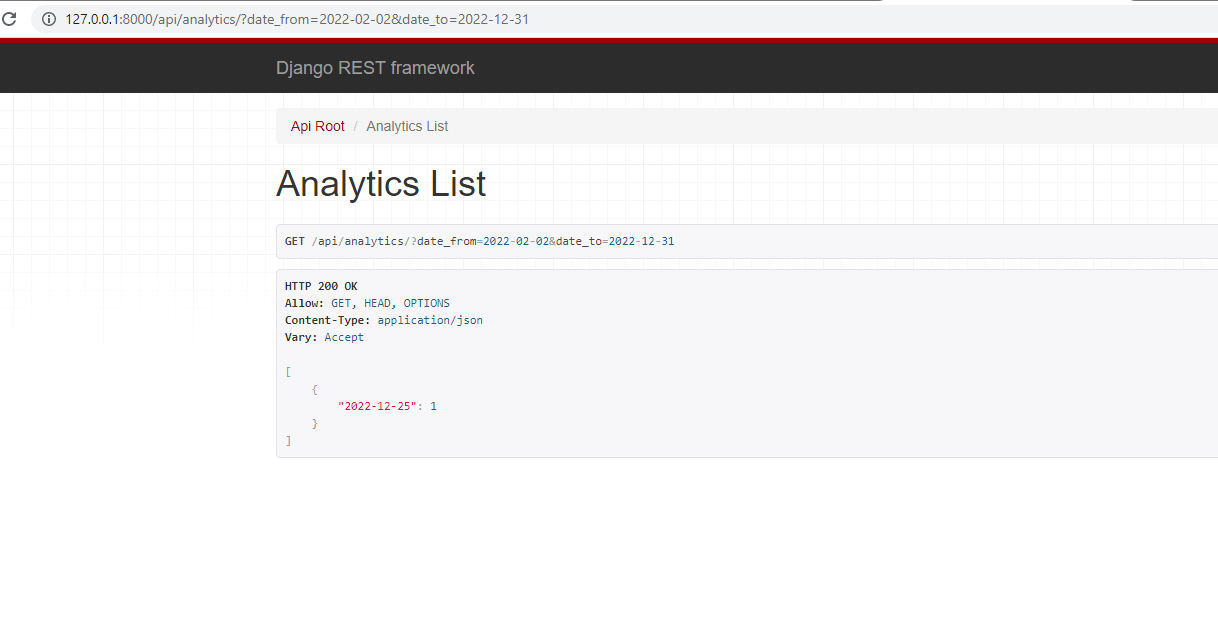 127.0.0.1:8000/api/analytics/?date_from=2022-02-02&date_to=2022-12-31
Django REST framework
Api Root / Analytics List
Analytics List
GET /api/analytics/?date_from=2022-02-02&date_to=2022-12-31
HTTP 200 OK
Allow: GET, HEAD, OPTIONS
Content-Type: application/json
Vary: Accept
[
{
"2022-12-25": 1
}
]